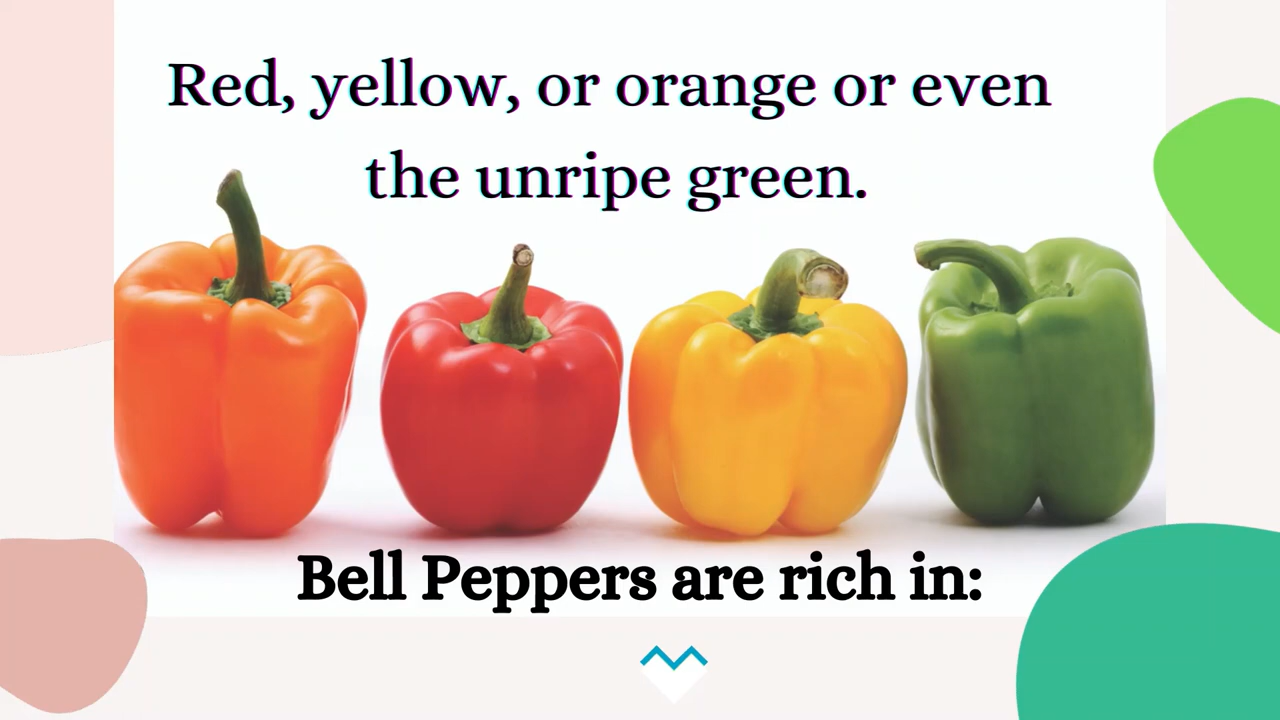 Red, yellow, or orange or even
the unripe green.
Bell Peppers are rich in: